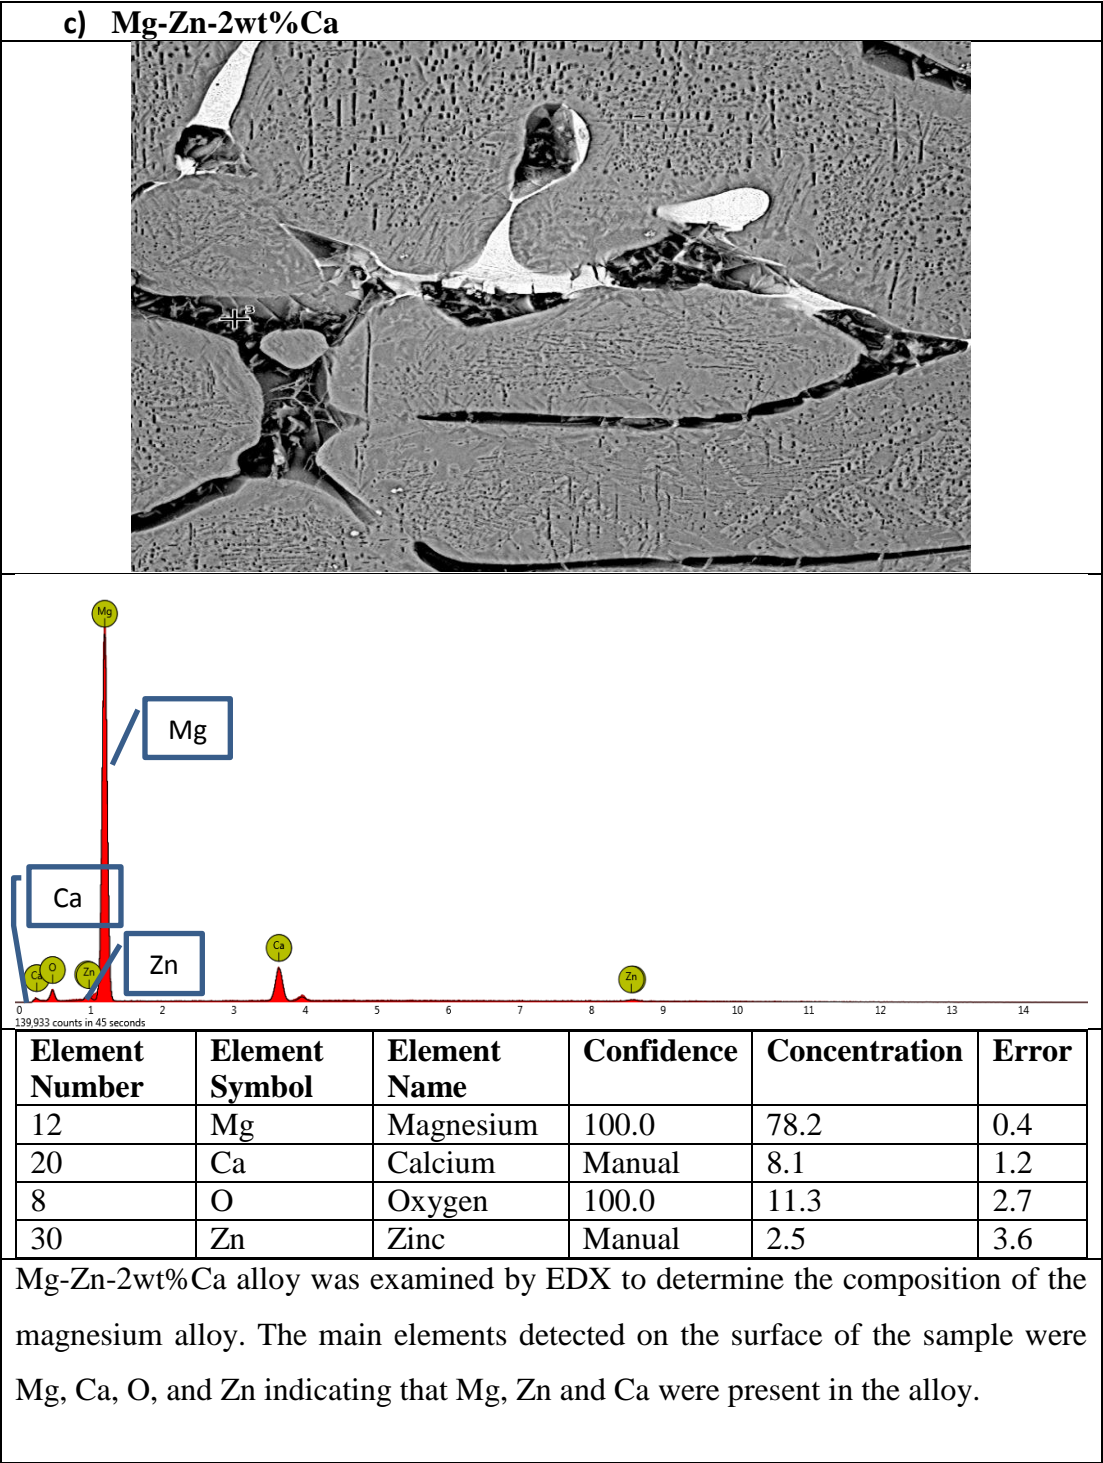 c) Mg-Zn-2wt%Ca
3
Mg
Mg
Ca
Zn
Ca
O
Zn
Ca
Zn
0 1 2 3 4 5 6 7 8 9 10 11 12 13 14
139,933 counts in 45 seconds
Element Number Element Symbol Element Name Confidence Concentration Error
12 Mg Magnesium 100.0 78.2 0.4
20 Ca Calcium Manual 8.1 1.2
8 O Oxygen 100.0 11.3 2.7
30 Zn Zinc Manual 2.5 3.6
Mg-Zn-2wt%Ca alloy was examined by EDX to determine the composition of the
magnesium alloy. The main elements detected on the surface of the sample were
Mg, Ca, O, and Zn indicating that Mg, Zn and Ca were present in the alloy.